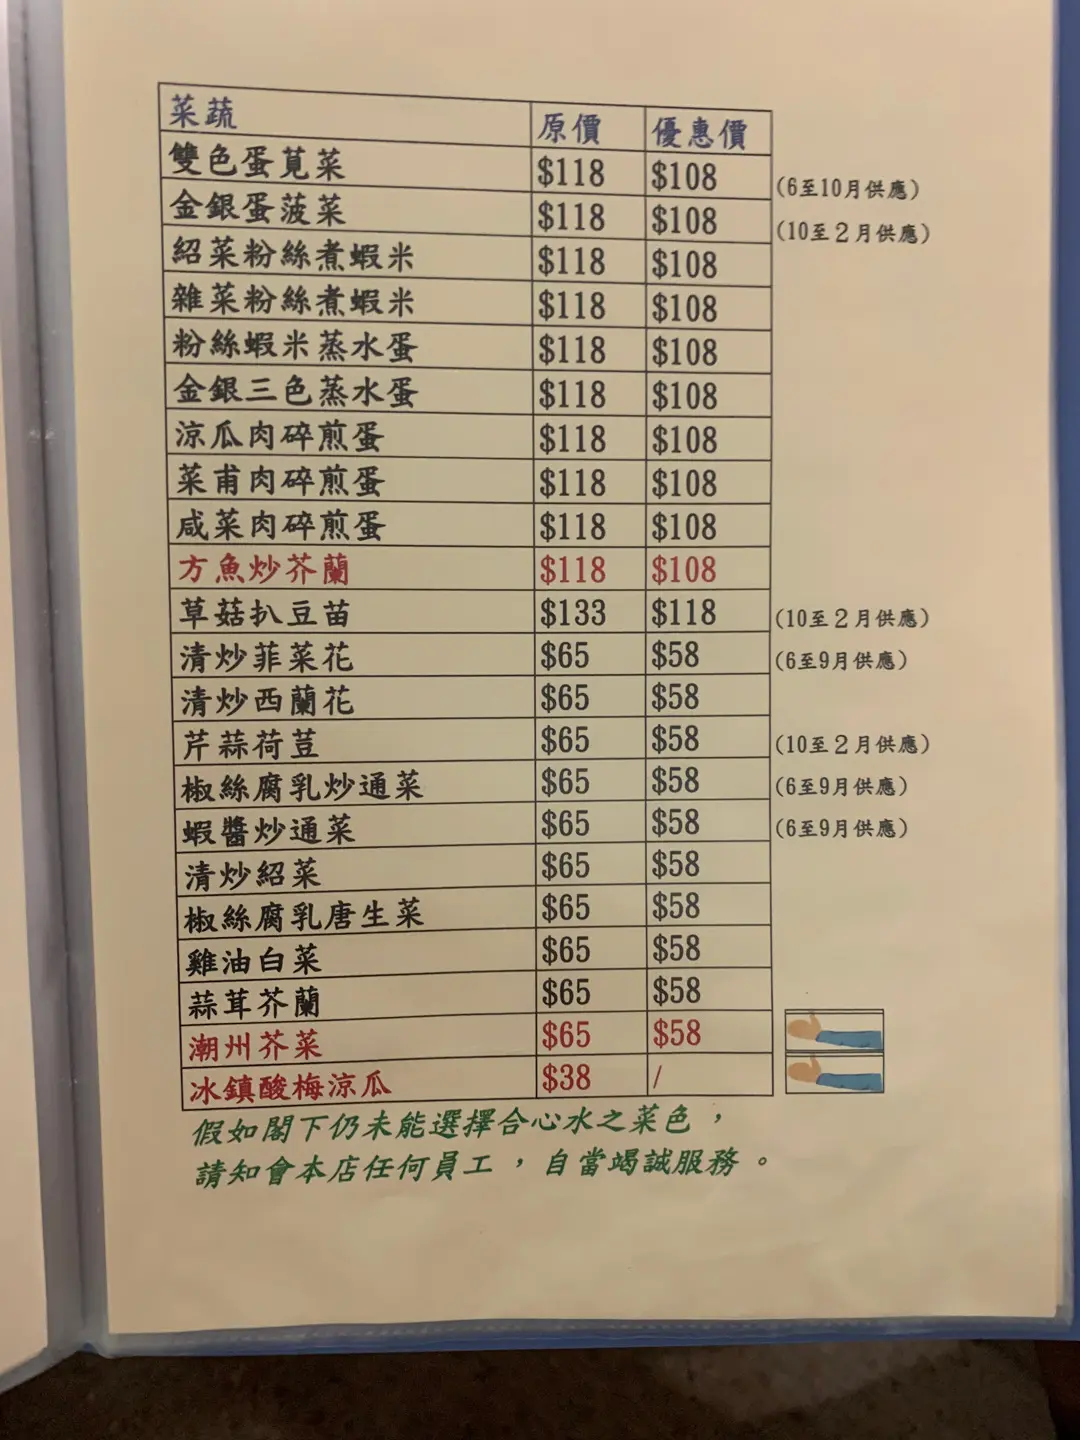 菜蔬 原價 優惠價
雙色蛋莧菜 $118 $108 (6至10月供應)
金銀蛋菠菜 $118 $108 (10至2月供應)
紹菜粉絲煮蝦米 $118 $108
雜菜粉絲煮蝦米 $118 $108
粉絲蝦米蒸水蛋 $118 $108
金銀三色蒸水蛋 $118 $108
涼瓜肉碎煎蛋 $118 $108
菜甫肉碎煎蛋 $118 $108
咸菜肉碎煎蛋 $118 $108
方魚炒芥蘭 $118 $108
草菇扒豆苗 $133 $118 (10至2月供應)
清炒菲菜花 $65 $58 (6至9月供應)
清炒西蘭花 $65 $58
芹蒜荷荳 $65 $58 (10至2月供應)
椒絲腐乳炒通菜 $65 $58 (6至9月供應)
蝦醬炒通菜 $65 $58 (6至9月供應)
清炒紹菜 $65 $58
椒絲腐乳唐生菜 $65 $58
雞油白菜 $65 $58
蒜茸芥蘭 $65 $58
潮州芥菜 $65 $58
冰鎮酸梅涼瓜 $38 /
假如閣下仍未能選擇合心水之菜色，
請知會本店任何員工，自當竭誠服務。